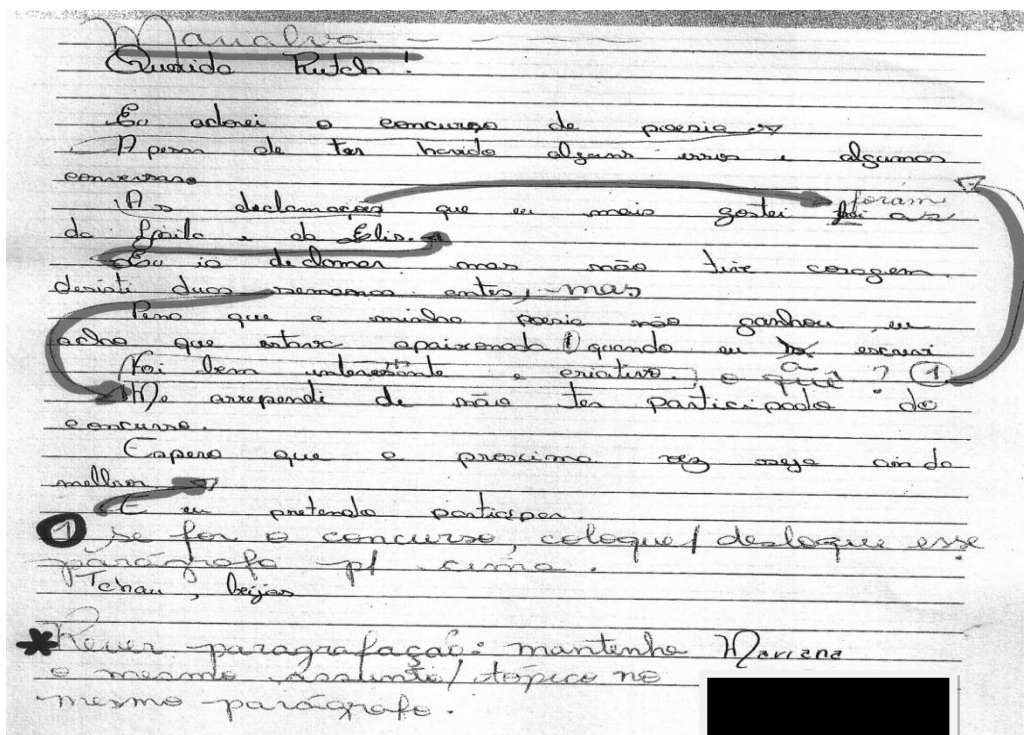 Marialva
Querida Rutch!
Eu adorei o concurso de poesia
A pesar de ter havido alguns erros e algumas
conversas
foram
As declamações que eu mais gostei foi as
da e da Elis.
Eu ia declamar mas não tive coragem.
desisti duas semanas antes, mas
Pena que a minha poesia não ganhou, eu
acho que estava apaixonada quando eu escrevi
a
Foi bem interessante e criativo. o quê? 1
Me arrependi de não ter participado do
concurso.
Espero que a proscima vez seja ainda
melhor
E eu pretendo participar
1 se for o concurso, coloque/desloque esse
parágrafo p/ cima.
Tchau, beijos
* Rever paragrafação: mantenha Mariana
o mesmo assunto/tópico no
mesmo parágrafo.